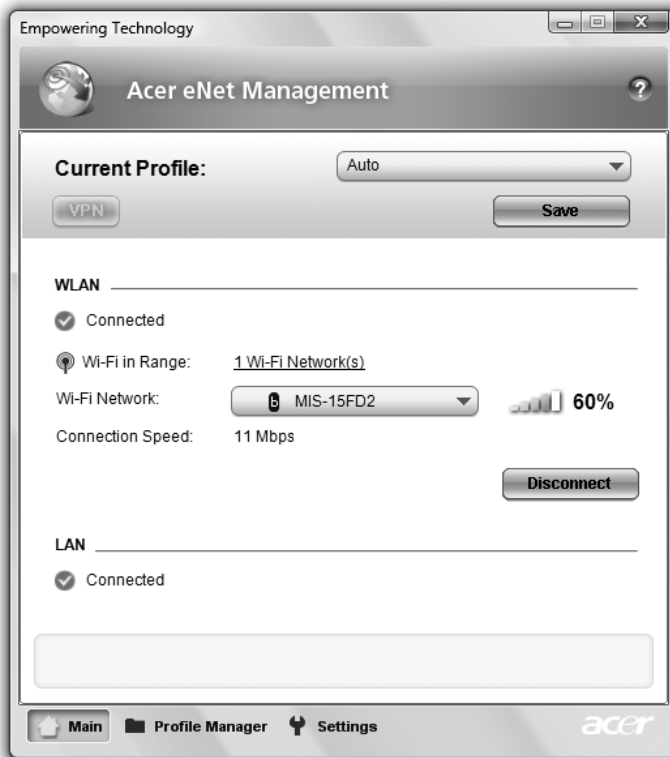 Empowering Technology
Acer eNet Management
?
Current Profile: Auto
VPN Save
WLAN
Connected
Wi-Fi in Range: 1 Wi-Fi Network(s)
Wi-Fi Network: b MIS-15FD2 60%
Connection Speed: 11 Mbps
Disconnect
LAN
Connected
Main Profile Manager Settings acer